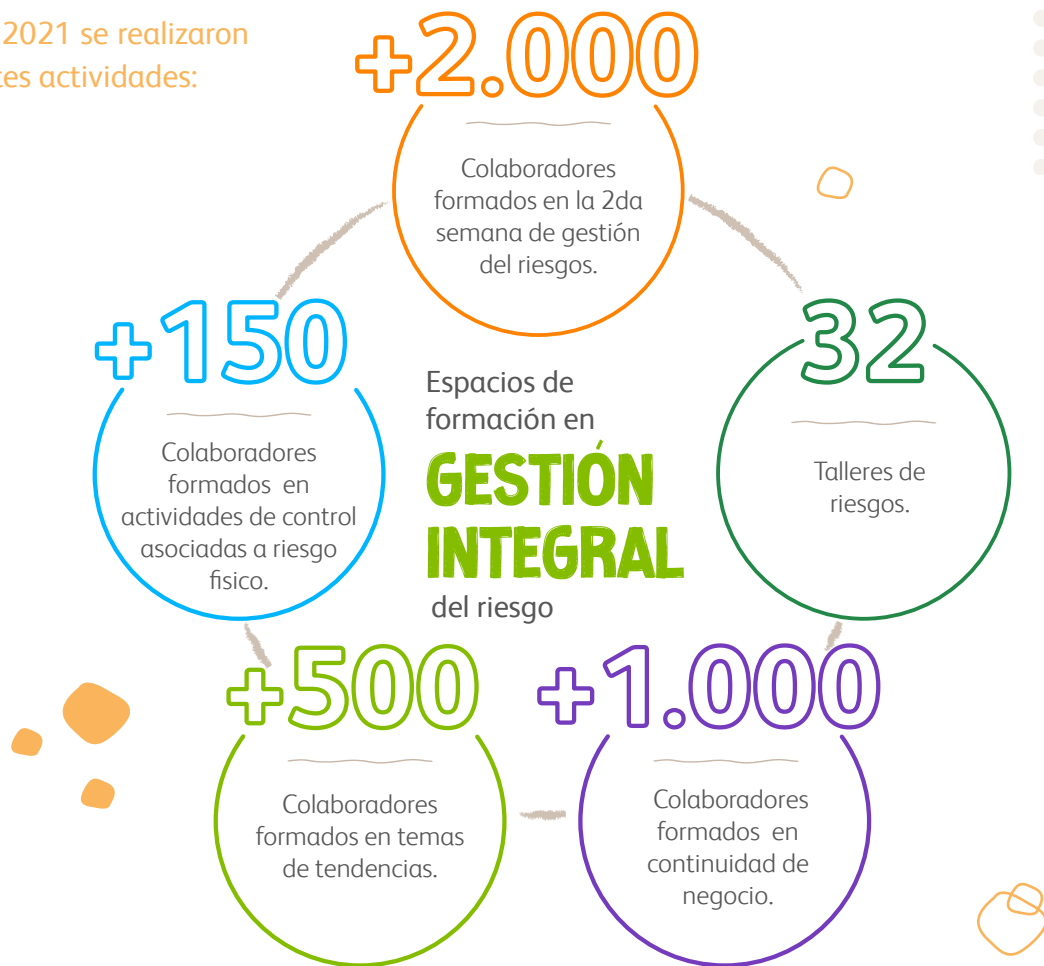 2021 se realizaron
es actividades:
+2.000
Colaboradores
formados en la 2da
semana de gestión
del riesgos.
+150
Colaboradores
formados en
actividades de control
asociadas a riesgo
fisico.
Espacios de
formación en
GESTIÓN
INTEGRAL
del riesgo
32
Talleres de
riesgos.
+500
Colaboradores
formados en temas
de tendencias.
+1.000
Colaboradores
formados en
continuidad de
negocio.